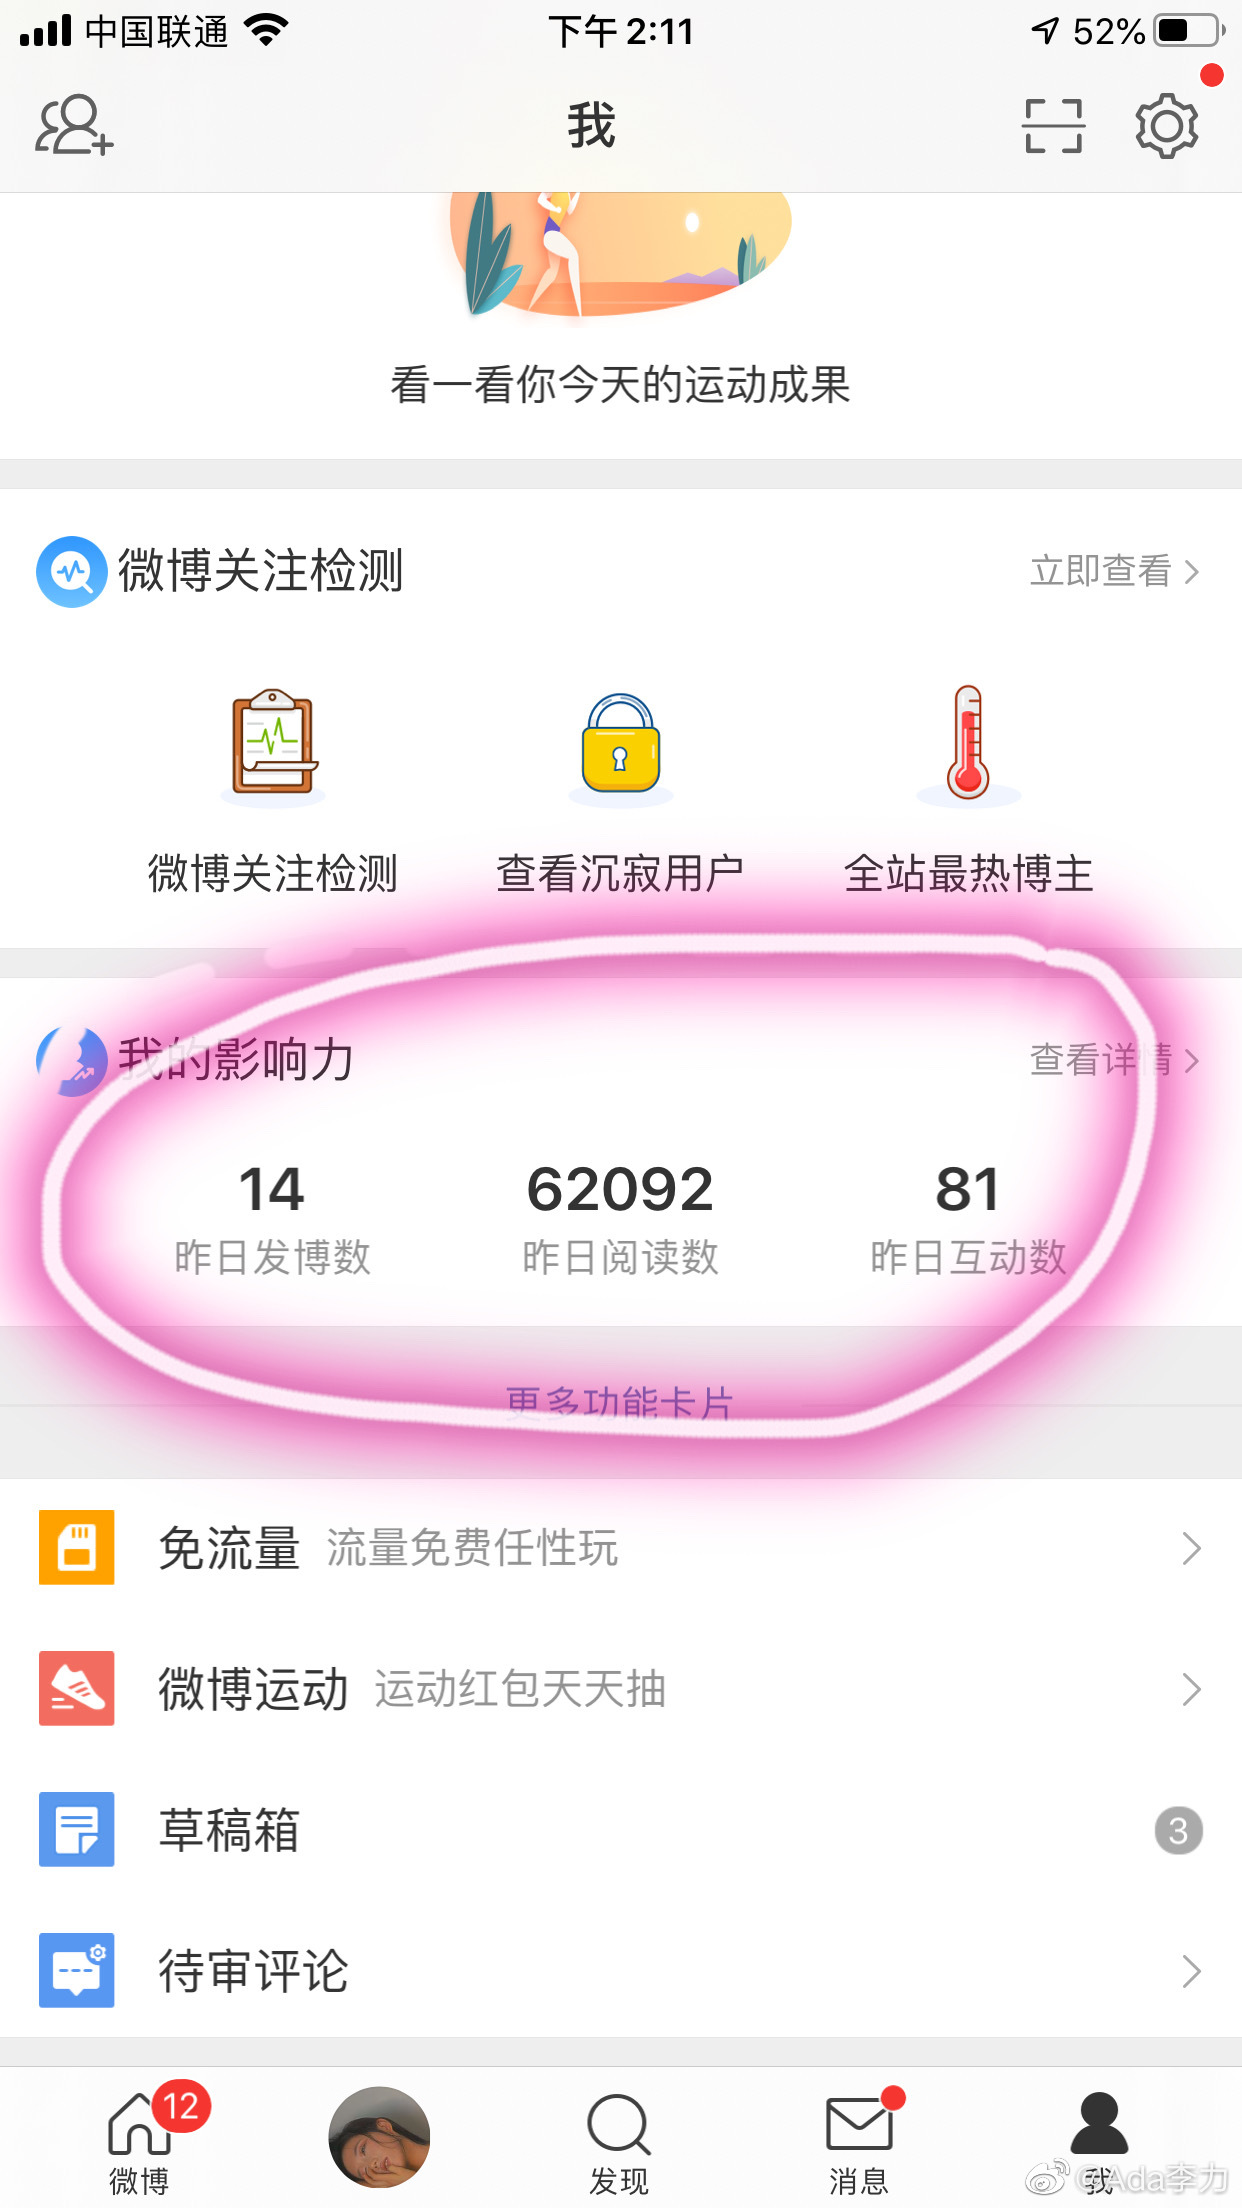 中国联通 下午2:11 52%
我
看一看你今天的运动成果
微博关注检测 立即查看
微博关注检测 查看沉寂用户 全站最热博主
我的影响力 查看详情
14 62092 81
昨日发博数 昨日阅读数 昨日互动数
更多功能卡片
免流量 流量免费任性玩
微博运动 运动红包天天抽
草稿箱 3
待审评论
12
微博 发现 消息 我
@Ada李力